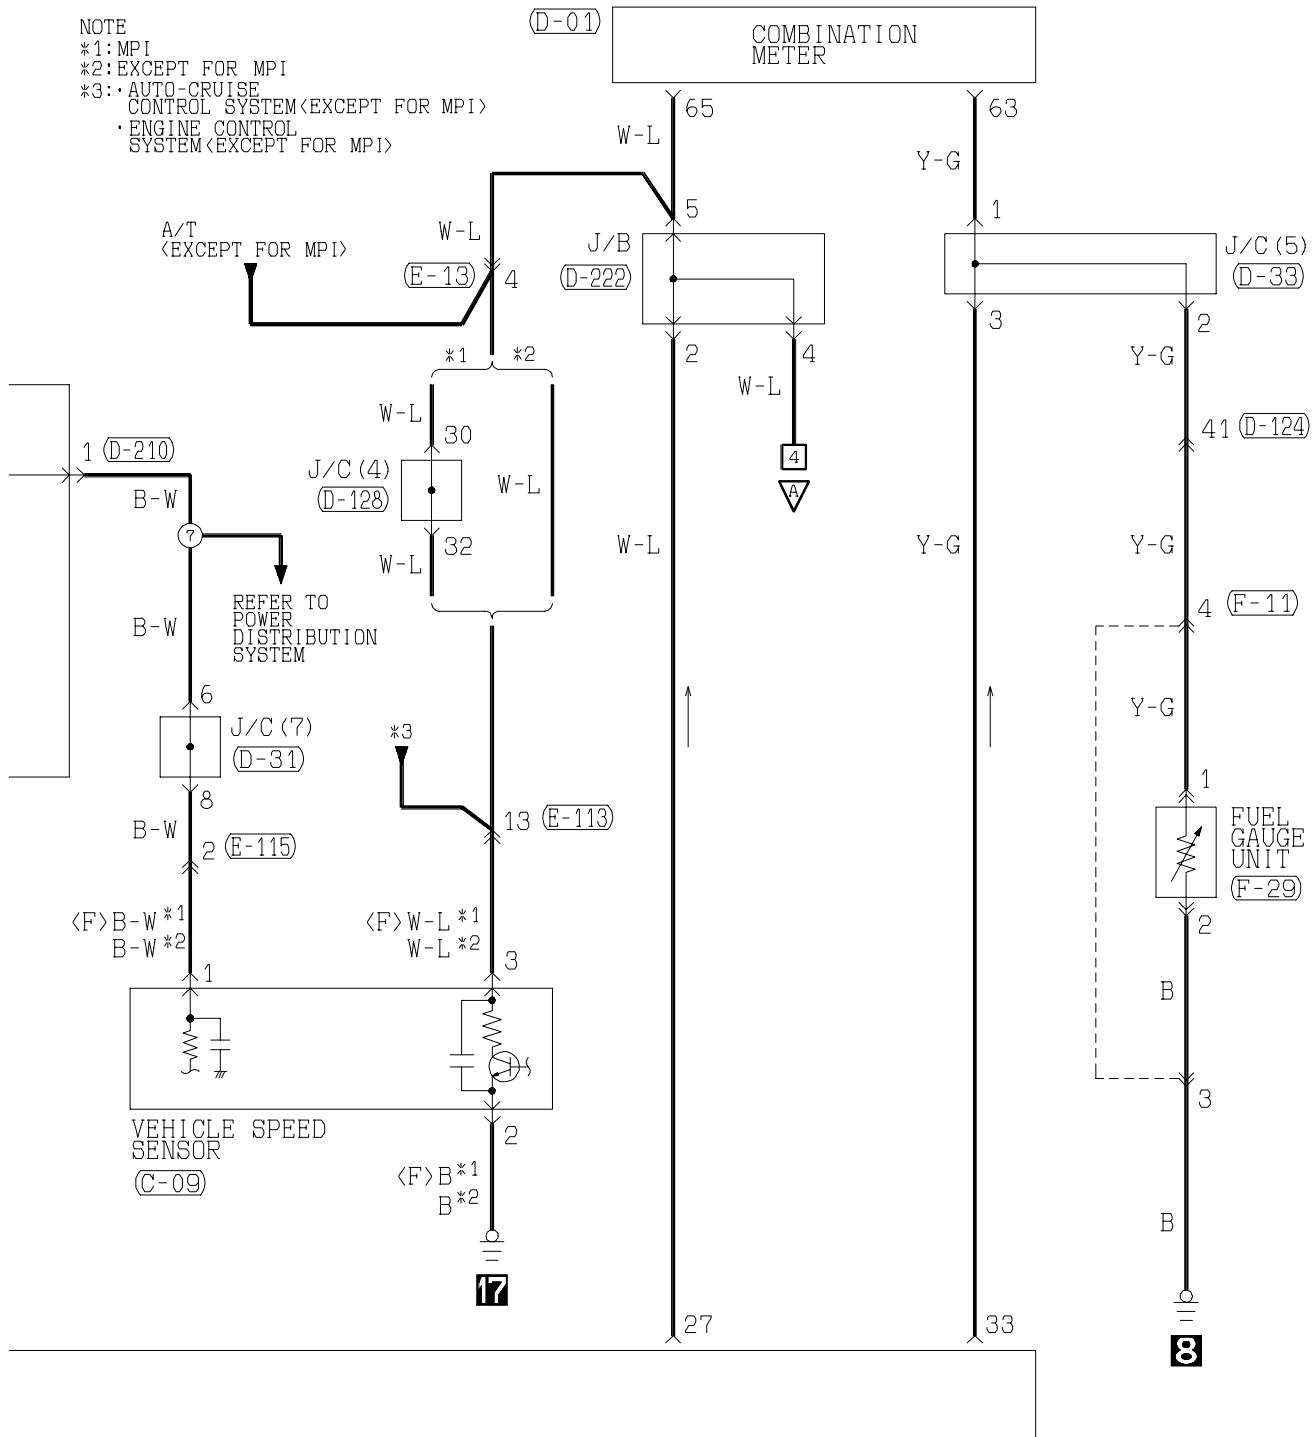 NOTE
*1:MPI
*2:EXCEPT FOR MPI
*3:·AUTO-CRUISE
CONTROL SYSTEM<EXCEPT FOR MPI>
·ENGINE CONTROL
SYSTEM<EXCEPT FOR MPI>
D-01
COMBINATION
METER
65
63
W-L
Y-G
5
1
A/T
<EXCEPT FOR MPI>
W-L
E-13
4
J/B
D-222
J/C(5)
D-33
2
4
3
2
*1
*2
W-L
Y-G
W-L
30
41
D-124
1
D-210
4
A
J/C(4)
D-128
W-L
B-W
7
32
W-L
W-L
Y-G
Y-G
REFER TO
POWER
DISTRIBUTION
SYSTEM
B-W
4
F-11
6
J/C(7)
D-31
Y-G
*3
8
1
B-W
2
E-115
13
E-113
FUEL
GAUGE
UNIT
F-29
<F>B-W*1
B-W*2
<F>W-L*1
W-L*2
2
1
3
B
VEHICLE SPEED
SENSOR
C-09
2
3
<F>B*1
B*2
B
17
27
33
8